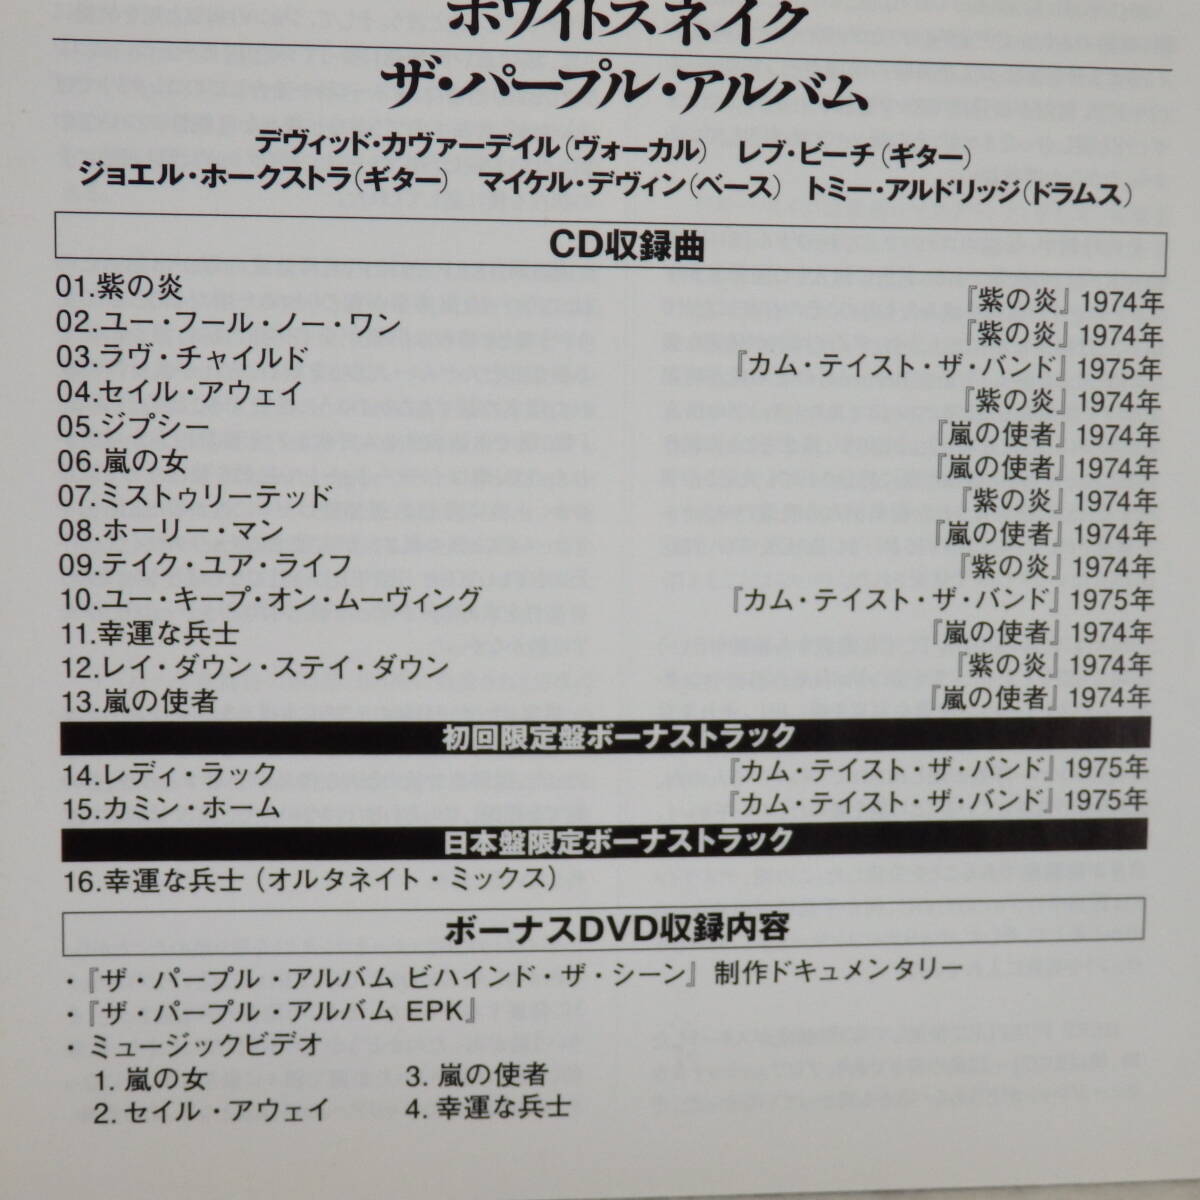 ホワイトスネイク
ザ・パープル・アルバム
デヴィッド・カヴァーデイル(ヴォーカル) レブ・ビーチ(ギター)
ジョエル・ホークストラ(ギター) マイケル・デヴィン(ベース) トミー・アルドリッジ(ドラムス)
CD収録曲
01.紫の炎 『紫の炎』1974年
02.ユー・フール・ノー・ワン 『紫の炎』1974年
03.ラヴ・チャイルド 『カム・テイスト・ザ・バンド』1975年
04.セイル・アウェイ 『紫の炎』1974年
05.ジプシー 『嵐の使者』1974年
06.嵐の女 『嵐の使者』1974年
07.ミストゥリーテッド 『紫の炎』1974年
08.ホーリー・マン 『嵐の使者』1974年
09.テイク・ユア・ライフ 『紫の炎』1974年
10.ユー・キープ・オン・ムーヴィング 『カム・テイスト・ザ・バンド』1975年
11.幸運な兵士 『嵐の使者』1974年
12.レイ・ダウン・ステイ・ダウン 『紫の炎』1974年
13.嵐の使者 『嵐の使者』1974年
初回限定盤ボーナストラック
14.レディ・ラック 『カム・テイスト・ザ・バンド』1975年
15.カミン・ホーム 『カム・テイスト・ザ・バンド』1975年
日本盤限定ボーナストラック
16.幸運な兵士(オルタネイト・ミックス)
ボーナスDVD収録内容
・『ザ・パープル・アルバム ビハインド・ザ・シーン』制作ドキュメンタリー
・『ザ・パープル・アルバム EPK』
・ミュージックビデオ
1. 嵐の女 3. 嵐の使者
2. セイル・アウェイ 4. 幸運な兵士